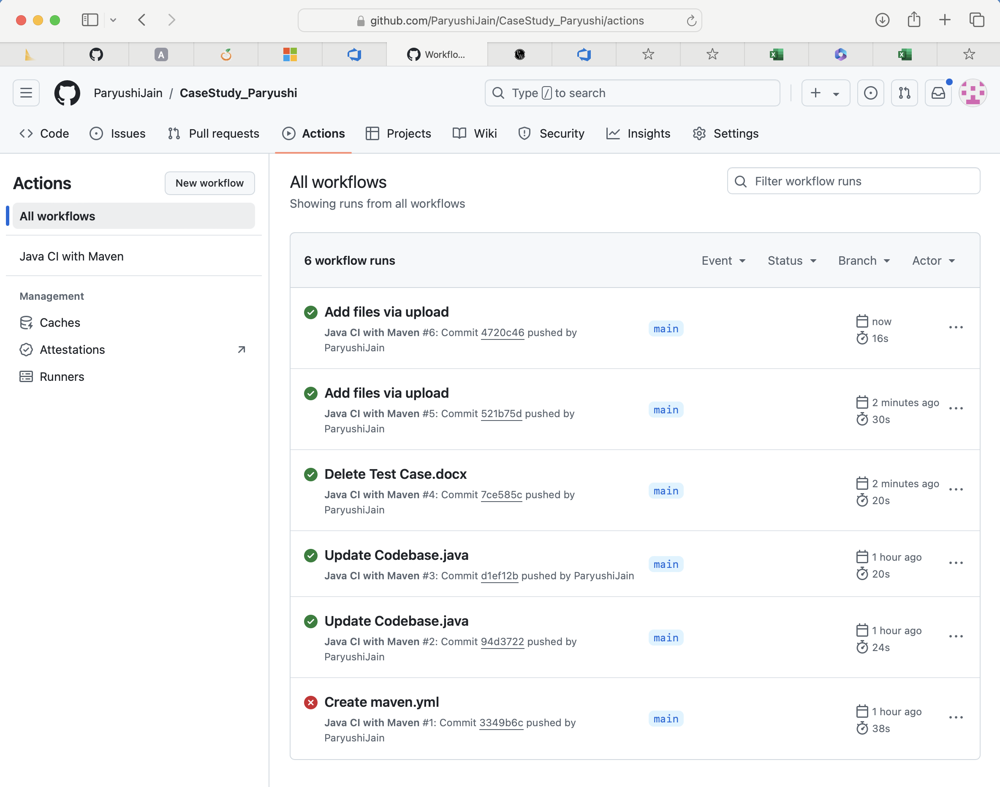 github.com/ParyushiJain/CaseStudy_Paryushi/actions
A
Workflo...
ParyushiJain / CaseStudy_Paryushi
Type / to search
Code
Issues
Pull requests
Actions
Projects
Wiki
Security
Insights
Settings
Actions
New workflow
All workflows
Java CI with Maven
Management
Caches
Attestations
Runners
All workflows
Showing runs from all workflows
Filter workflow runs
6 workflow runs
Event
Status
Branch
Actor
Add files via upload
Java CI with Maven #6: Commit 4720c46 pushed by
ParyushiJain
main
now
16s
Add files via upload
Java CI with Maven #5: Commit 521b75d pushed by
ParyushiJain
main
2 minutes ago
30s
Delete Test Case.docx
Java CI with Maven #4: Commit 7ce585c pushed by
ParyushiJain
main
2 minutes ago
20s
Update Codebase.java
Java CI with Maven #3: Commit d1ef12b pushed by ParyushiJain
main
1 hour ago
20s
Update Codebase.java
Java CI with Maven #2: Commit 94d3722 pushed by
ParyushiJain
main
1 hour ago
24s
Create maven.yml
Java CI with Maven #1: Commit 3349b6c pushed by
ParyushiJain
main
1 hour ago
38s